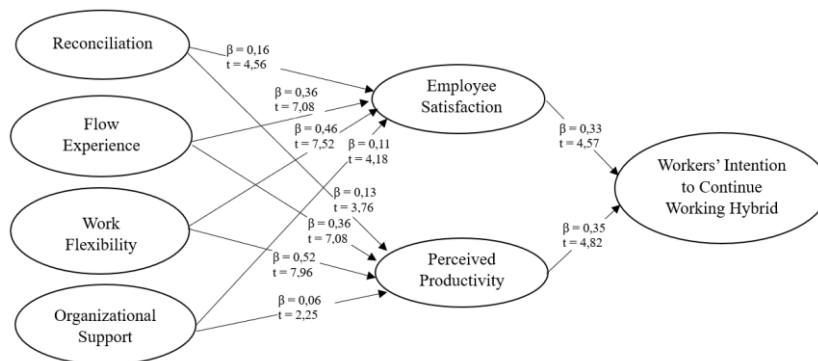 Reconciliation
β = 0,16
t = 4,56
Employee
Satisfaction
β = 0,36
t = 7,08
Flow
Experience
β = 0,46
t = 7,52
β = 0,11
t = 4,18
β = 0,33
t = 4,57
Workers' Intention
to Continue
Working Hybrid
β = 0,13
t = 3,76
Work
Flexibility
β = 0,36
t = 7,08
β = 0,35
t = 4,82
β = 0,52
t = 7,96
Perceived
Productivity
β = 0,06
t = 2,25
Organizational
Support